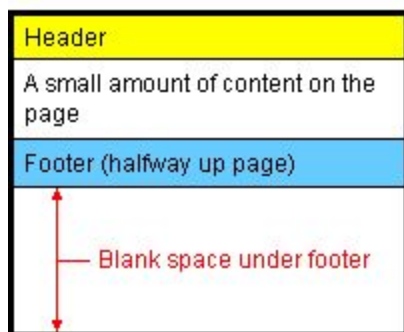 Header
A small amount of content on the
page
Footer (halfway up page)
Blank space under footer